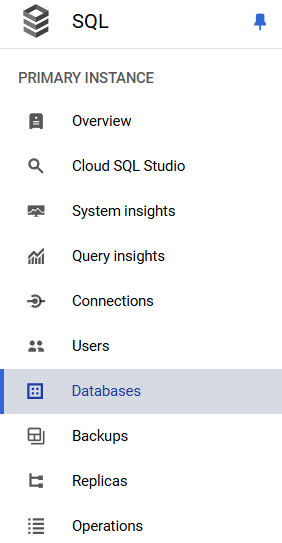 SQL
PRIMARY INSTANCE
Overview
Cloud SQL Studio
System insights
Query insights
Connections
Users
Databases
Backups
Replicas
Operations